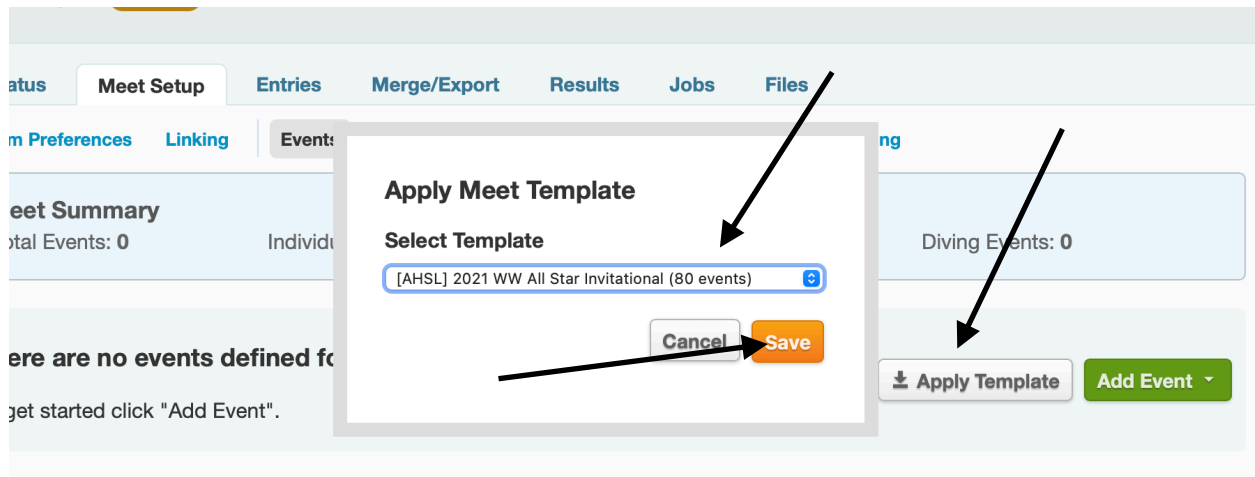 atus Meet Setup Entries Merge/Export Results Jobs Files
m Preferences Linking Events ng
eet Summary
otal Events: 0 Individu Diving Events: 0
Apply Meet Template
Select Template
[AHSL] 2021 WW All Star Invitational (80 events)
Cancel Save
ere are no events defined fo
Apply Template Add Event
get started click "Add Event".